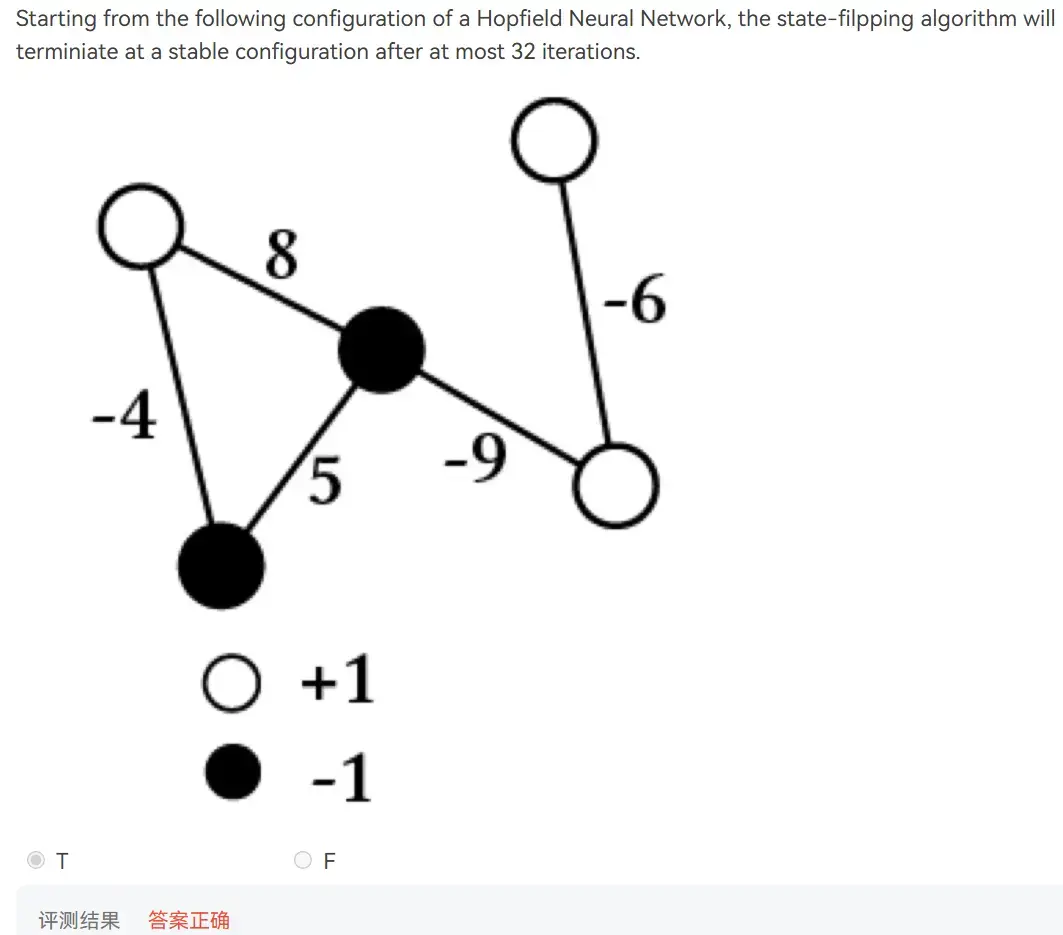 Starting from the following configuration of a Hopfield Neural Network, the state-filpping algorithm will
terminiate at a stable configuration after at most 32 iterations.
8
-6
-4
-9
5
+1
-1
T F
评测结果 答案正确